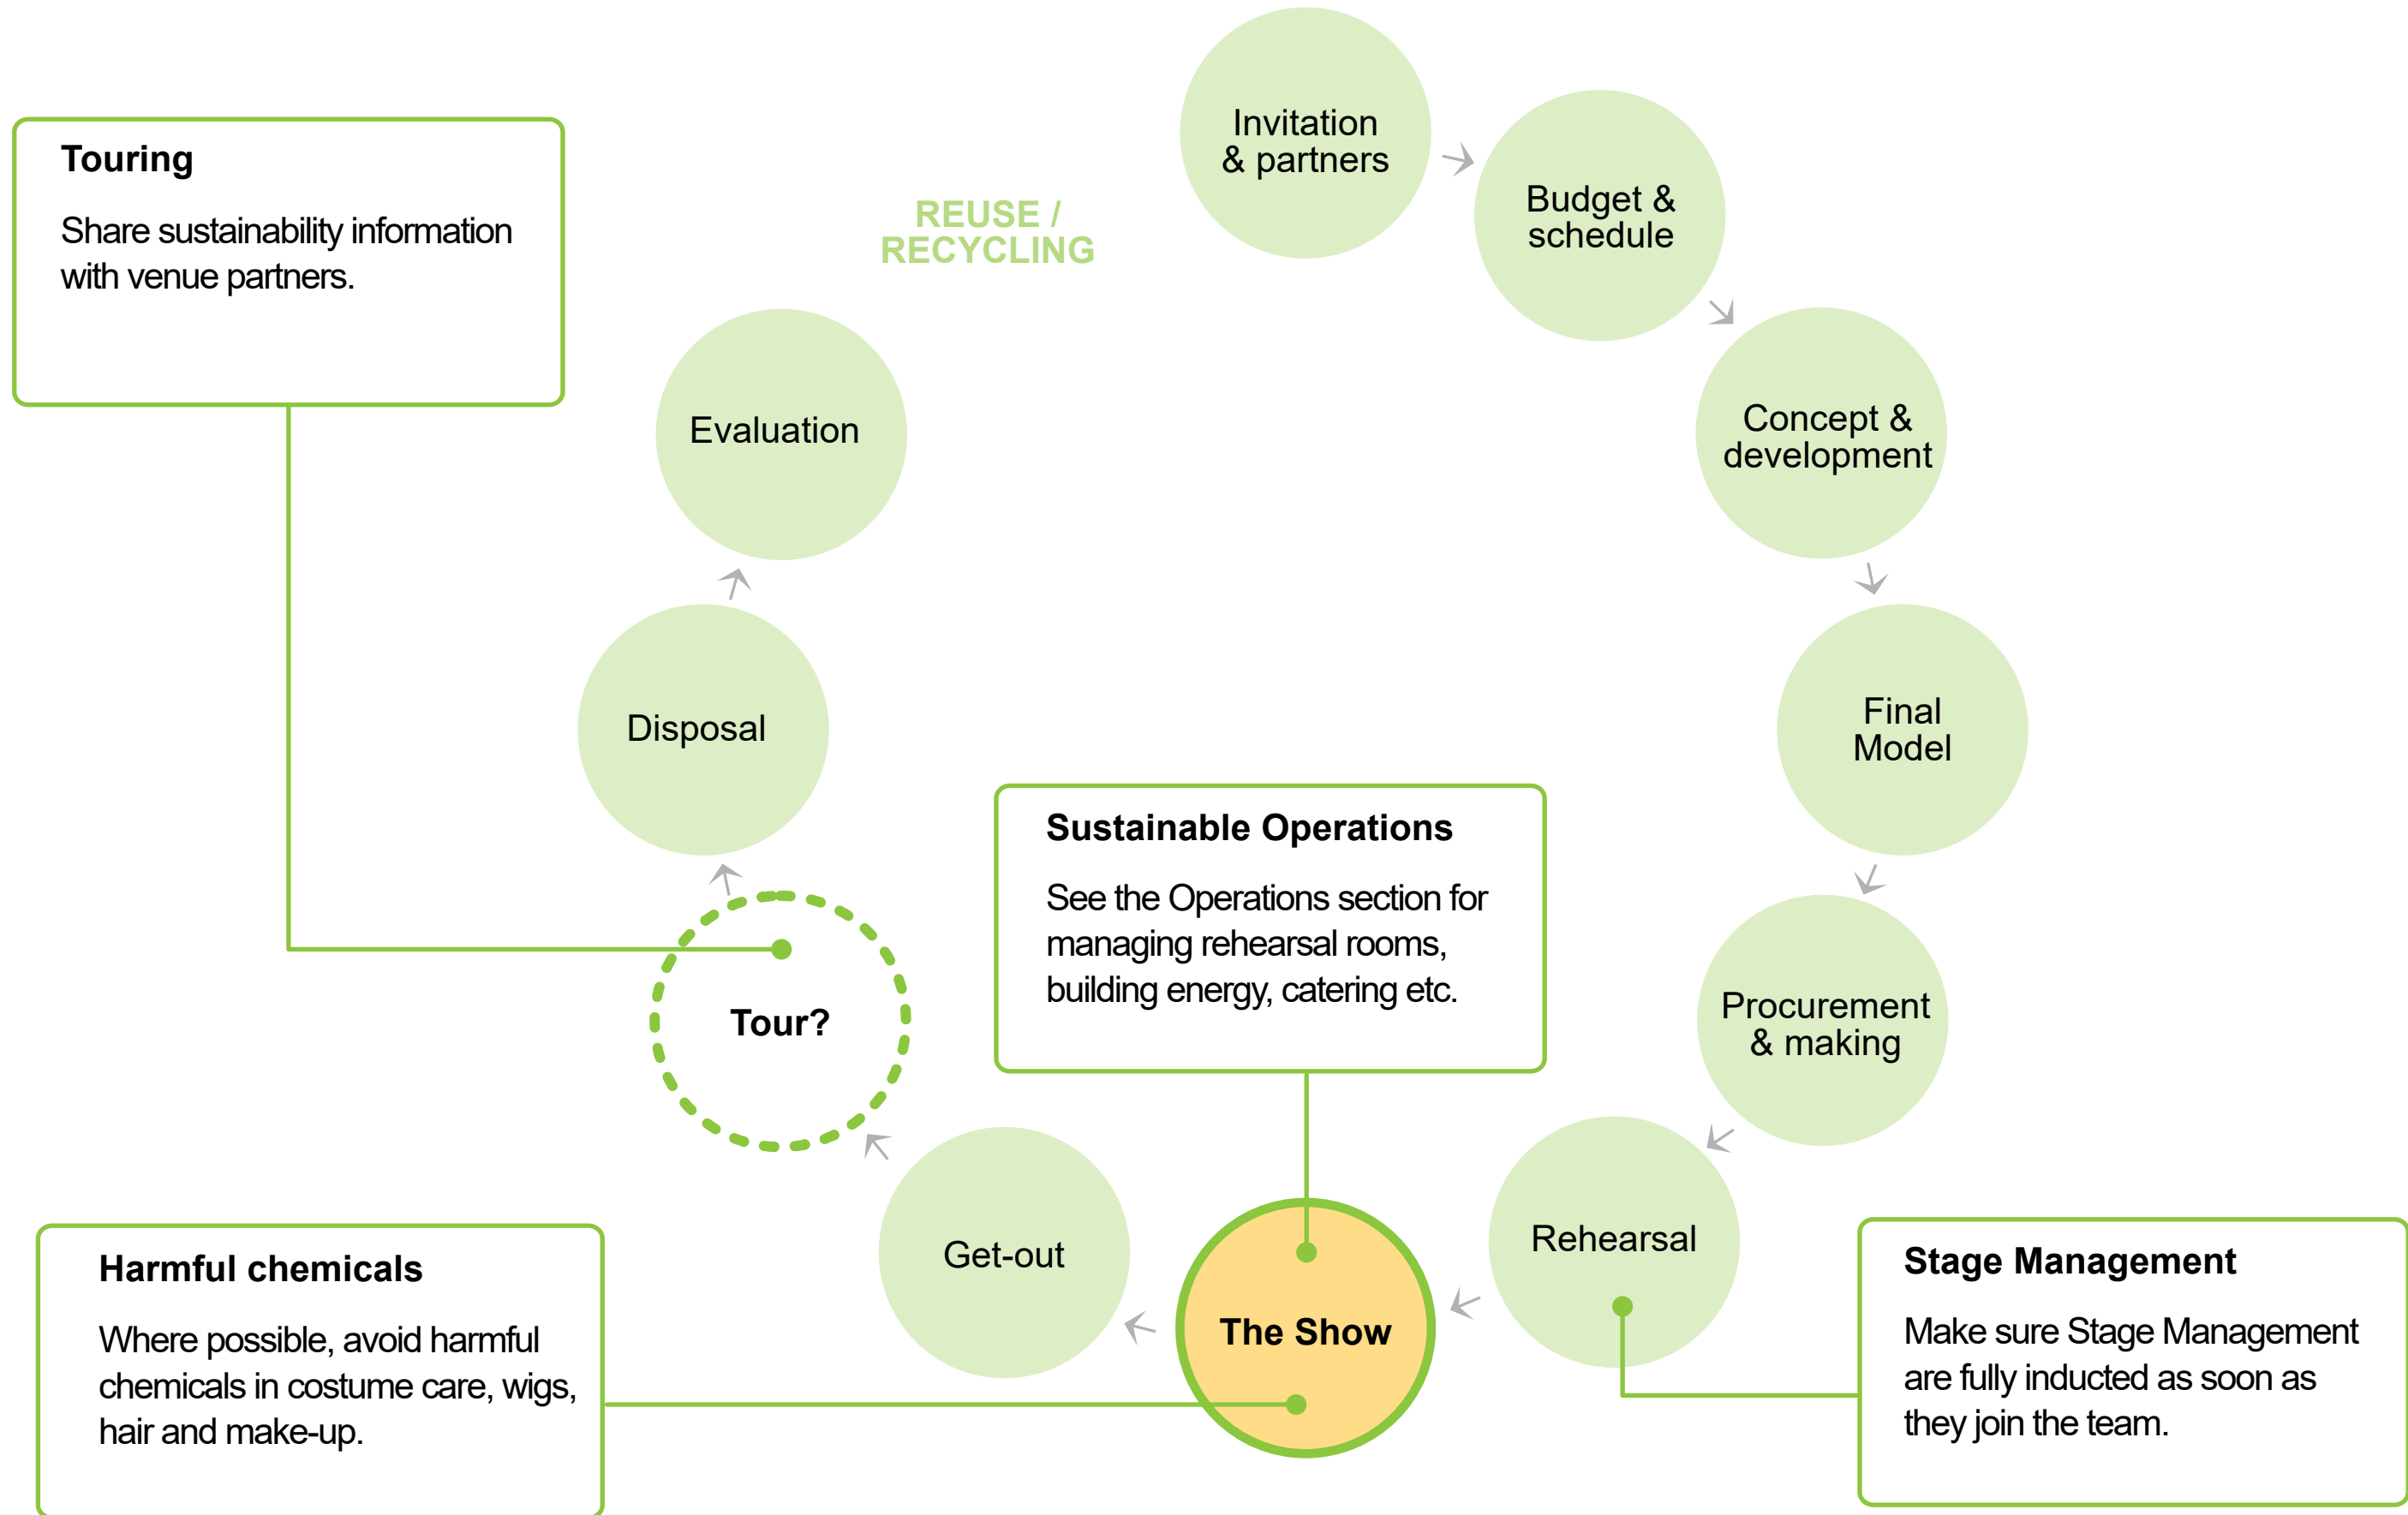 Invitation
& partners
Budget &
schedule
Concept &
development
Final
Model
Procurement
& making
Rehearsal
The Show
Get-out
Tour?
Disposal
Evaluation
REUSE /
RECYCLING
Touring
Share sustainability information
with venue partners.
Sustainable Operations
See the Operations section for
managing rehearsal rooms,
building energy, catering etc.
Harmful chemicals
Where possible, avoid harmful
chemicals in costume care, wigs,
hair and make-up.
Stage Management
Make sure Stage Management
are fully inducted as soon as
they join the team.